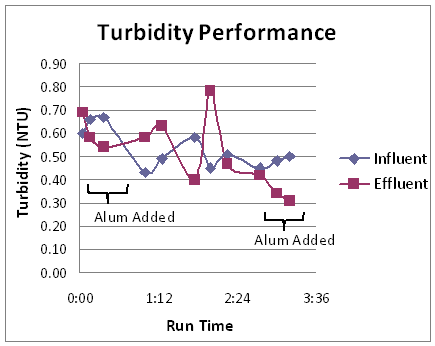 Turbidity Performance
Turbidity (NTU)
0.90
0.80
0.70
0.60
0.50
0.40
0.30
0.20
0.10
0.00
Alum Added
Alum Added
0:00 1:12 2:24 3:36
Run Time
Influent
Effluent